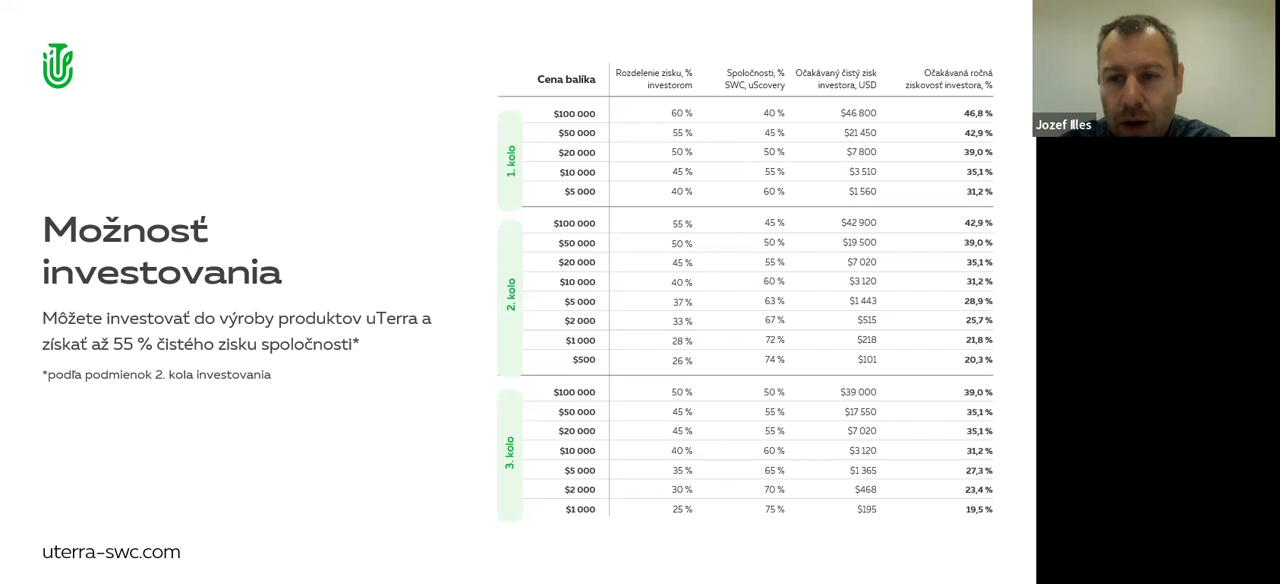 Možnosť
investovania
Môžete investovať do výroby produktov uTerra a
získať až 55 % čistého zisku spoločnosti*
*podľa podmienok 2. kola investovania
uterra-swc.com
Cena balíka Rozdelenie zisku, % investorom Spoločnosti, % SWC, uScovery Očakávaný čistý zisk investora, USD Očakávaná ročná ziskovosť investora, %
1. kolo
$100 000 60 % 40 % $46 800 46,8 %
$50 000 55 % 45 % $21 450 42,9 %
$20 000 50 % 50 % $7 800 39,0 %
$10 000 45 % 55 % $3 510 35,1 %
$5 000 40 % 60 % $1 560 31,2 %
2. kolo
$100 000 55 % 45 % $42 900 42,9 %
$50 000 50 % 50 % $19 500 39,0 %
$20 000 45 % 55 % $7 020 35,1 %
$10 000 40 % 60 % $3 120 31,2 %
$5 000 37 % 63 % $1 443 28,9 %
$2 000 33 % 67 % $515 25,7 %
$1 000 28 % 72 % $218 21,8 %
$500 26 % 74 % $101 20,3 %
3. kolo
$100 000 50 % 50 % $39 000 39,0 %
$50 000 45 % 55 % $17 550 35,1 %
$20 000 45 % 55 % $7 020 35,1 %
$10 000 40 % 60 % $3 120 31,2 %
$5 000 35 % 65 % $1 365 27,3 %
$2 000 30 % 70 % $468 23,4 %
$1 000 25 % 75 % $195 19,5 %
Jozef Illes